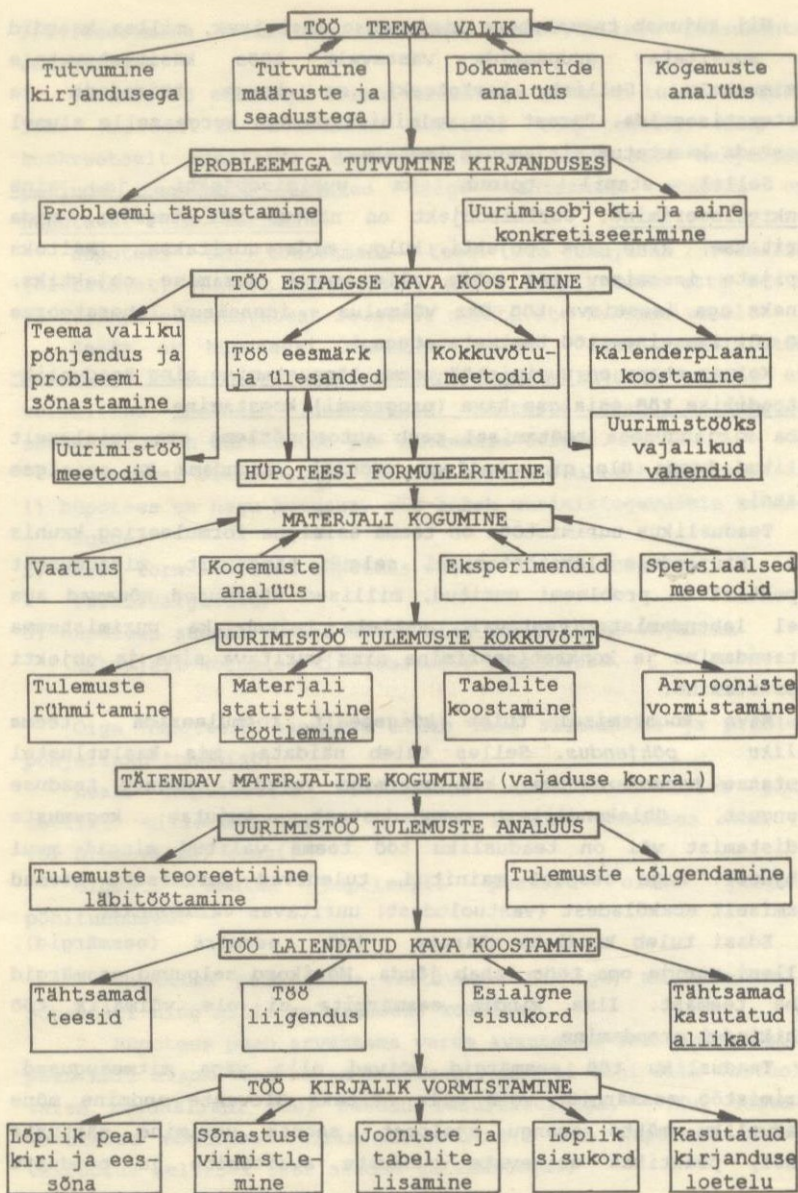 TÖÖ TEEMA VALIK
Tutvumine
kirjandusega
Tutvumine
määruste ja
seadustega
Dokumentide
analüüs
Kogemuste
analüüs
PROBLEEMIGA TUTVUMINE KIRJANDUSES
Probleemi täpsustamine
Uurimisobjekti ja aine
konkretiseerimine
TÖÖ ESIALGSE KAVA KOOSTAMINE
Teema valiku
põhjendus ja
probleemi
sõnastamine
Töö eesmärk
ja ülesanded
Kokkuvõtu-
meetodid
Kalenderplaani
koostamine
Uurimistöö
meetodid
Uurimistööks
vajalikud
vahendid
HÜPOTEESI FORMULEERIMINE
MATERJALI KOGUMINE
Vaatlus
Kogemuste
analüüs
Eksperimendid
Spetsiaalsed
meetodid
UURIMISTÖÖ TULEMUSTE KOKKUVÕTT
Tulemuste
rühmitamine
Materjali
statistiline
töötlemine
Tabelite
koostamine
Arvjooniste
vormistamine
TÄIENDAV MATERJALIDE KOGUMINE (vajaduse korral)
UURIMISTÖÖ TULEMUSTE ANALÜÜS
Tulemuste teoreetiline
läbitöötamine
Tulemuste tõlgendamine
TÖÖ LAIENDATUD KAVA KOOSTAMINE
Tähtsamad
teesid
Töö
liigendus
Esialgne
sisukord
Tähtsamad
kasutatud
allikad
TÖÖ KIRJALIK VORMISTAMINE
Lõplik peal-
kiri ja ees-
sõna
Sõnastuse
viimistle-
mine
Jooniste ja
tabelite
lisamine
Lõplik
sisukord
Kasutatud
kirjanduse
loetelu